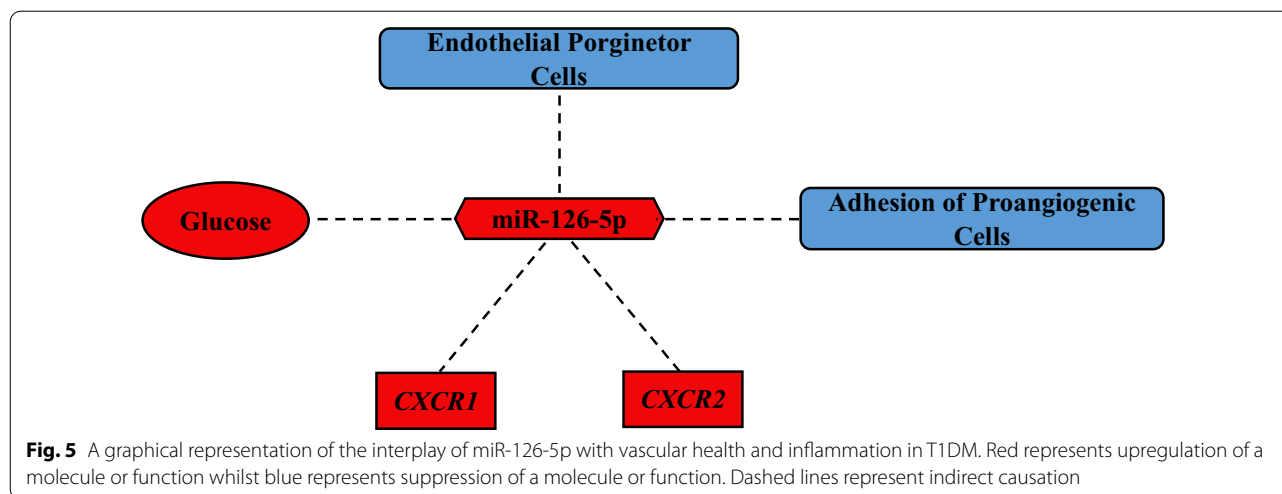 Endothelial Porginetor
Cells
Glucose
miR-126-5p
Adhesion of Proangiogenic
Cells
CXCR1
CXCR2
Fig. 5 A graphical representation of the interplay of miR-126-5p with vascular health and inflammation in T1DM. Red represents upregulation of a
molecule or function whilst blue represents suppression of a molecule or function. Dashed lines represent indirect causation